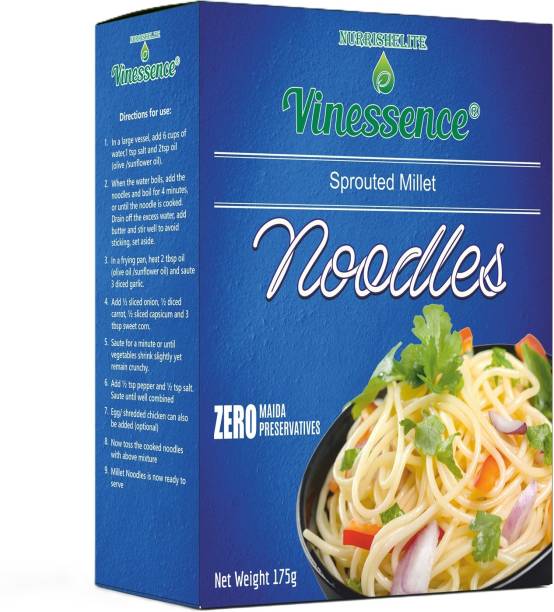 NURRISHELITE
Vinessence®
Sprouted Millet
Noodles
ZERO MAIDA
PRESERVATIVES
Net Weight 175g
NURRISHELITE
Vinessence®
Directions for use:
1. In a large vessel, add 6 cups of
water,1 tsp salt and 2tsp oil
(olive /sunflower oil).
2. When the water boils, add the
noodles and boil for 4 minutes,
or until the noodle is cooked.
Drain off the excess water, add
butter and stir well to avoid
sticking, set aside.
3. In a frying pan, heat 2 tbsp oil
(olive oil /sunflower oil) and saute
3 diced garlic.
4. Add ½ sliced onion, ½ diced
carrot, ½ sliced capsicum and 3
tbsp sweet corn.
5. Saute for a minute or until
vegetables shrink slightly yet
remain crunchy.
6. Add ½ tsp pepper and ½ tsp salt.
Saute until well combined
7. Egg/ shredded chicken can also
be added (optional)
8. Now toss the cooked noodles
with above mixture
9. Millet Noodles is now ready to
serve